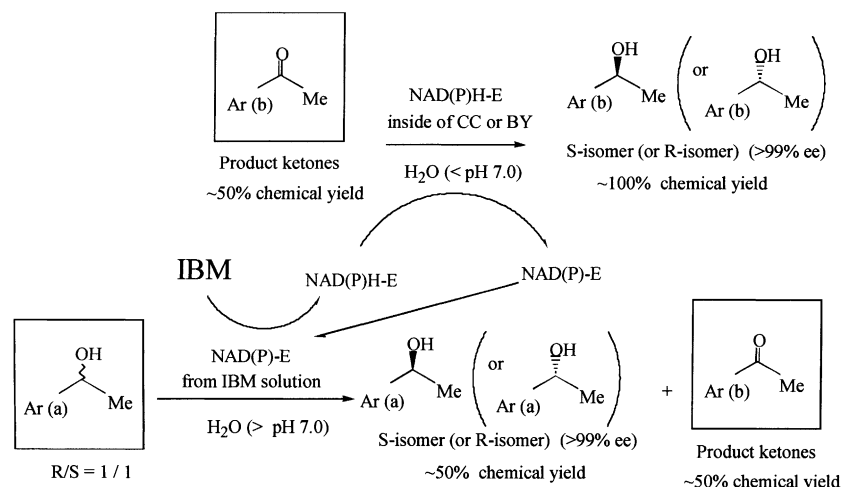 O
Ar (b)
Me
Product ketones
~50% chemical yield
NAD(P)H-E
inside of CC or BY
H2O (< pH 7.0)
OH
Ar (b)
Me
or
OH
Ar (b)
Me
S-isomer (or R-isomer) (>99% ee)
~100% chemical yield
IBM
NAD(P)H-E
NAD(P)-E
OH
Ar (a)
Me
R/S = 1 / 1
NAD(P)-E
from IBM solution
H2O (> pH 7.0)
OH
Ar (a)
Me
or
OH
Ar (a)
Me
S-isomer (or R-isomer) (>99% ee)
~50% chemical yield
+
O
Ar (b)
Me
Product ketones
~50% chemical yield